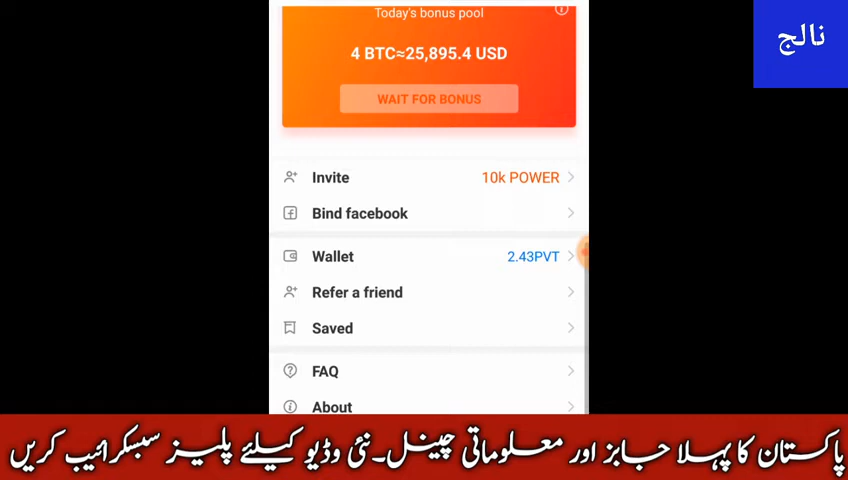 Today's bonus pool
نالج
4 BTC≈25,895.4 USD
WAIT FOR BONUS
Invite 10k POWER
Bind facebook
Wallet 2.43PVT
Refer a friend
Saved
FAQ
About
پاکستان کا پہلا جابز اور معلوماتی چینل۔نئی وڈیو کیلئے پلیز سبسکرائیب کریں